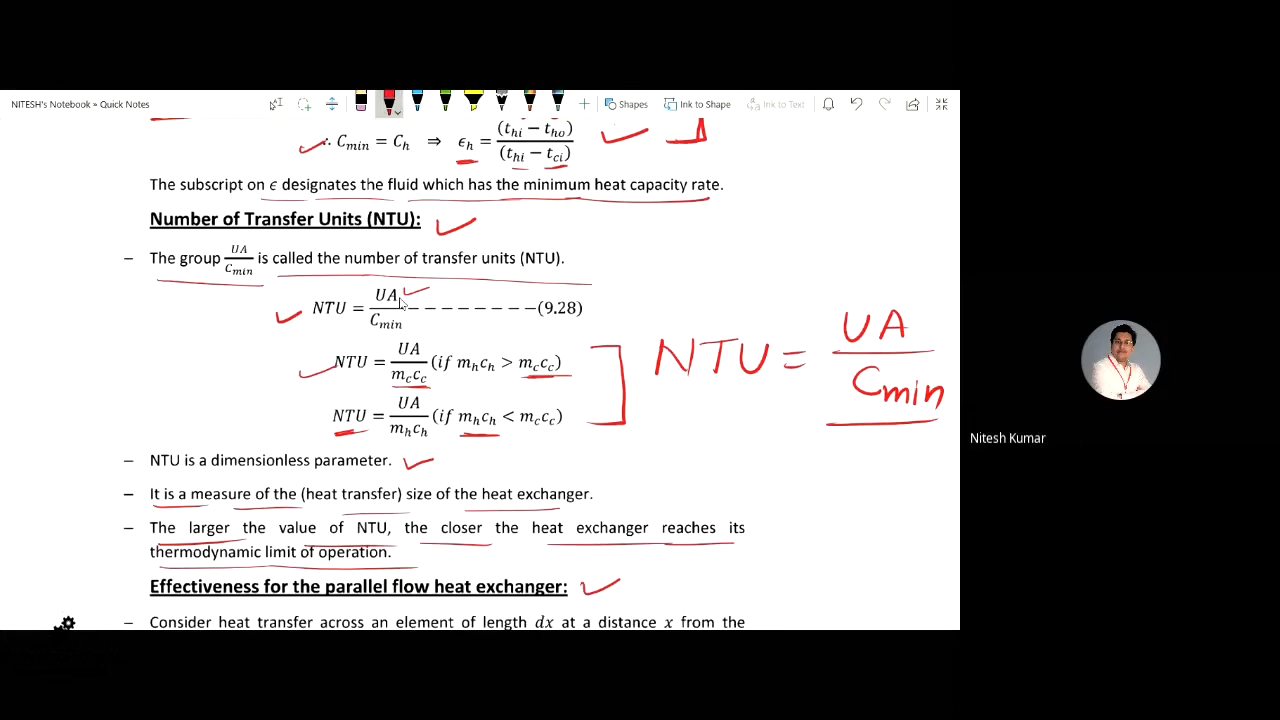 NITESH's Notebook » Quick Notes
Shapes
Ink to Shape
Ink to Text
∴ C_min = C_h ⇒ ϵ_h = (t_hi − t_ho) / (t_hi − t_ci)
The subscript on ϵ designates the fluid which has the minimum heat capacity rate.
Number of Transfer Units (NTU):
– The group UA/C_min is called the number of transfer units (NTU).
NTU = UA/C_min − − − − − − − −(9.28)
NTU = UA/(m_c c_c) (if m_h c_h > m_c c_c)
NTU = UA/(m_h c_h) (if m_h c_h < m_c c_c)
NTU = UA/C_min
Nitesh Kumar
– NTU is a dimensionless parameter.
– It is a measure of the (heat transfer) size of the heat exchanger.
– The larger the value of NTU, the closer the heat exchanger reaches its
thermodynamic limit of operation.
Effectiveness for the parallel flow heat exchanger:
– Consider heat transfer across an element of length dx at a distance x from the